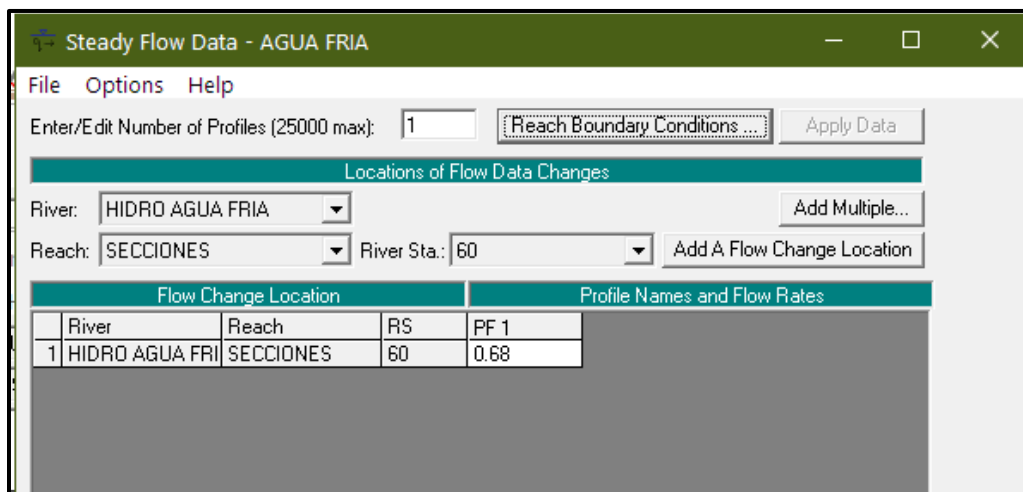 Steady Flow Data - AGUA FRIA
File Options Help
Enter/Edit Number of Profiles (25000 max): 1 Reach Boundary Conditions ... Apply Data
Locations of Flow Data Changes
River: HIDRO AGUA FRIA Add Multiple...
Reach: SECCIONES River Sta.: 60 Add A Flow Change Location
Flow Change Location Profile Names and Flow Rates
River Reach RS PF 1
1 HIDRO AGUA FRI SECCIONES 60 0.68